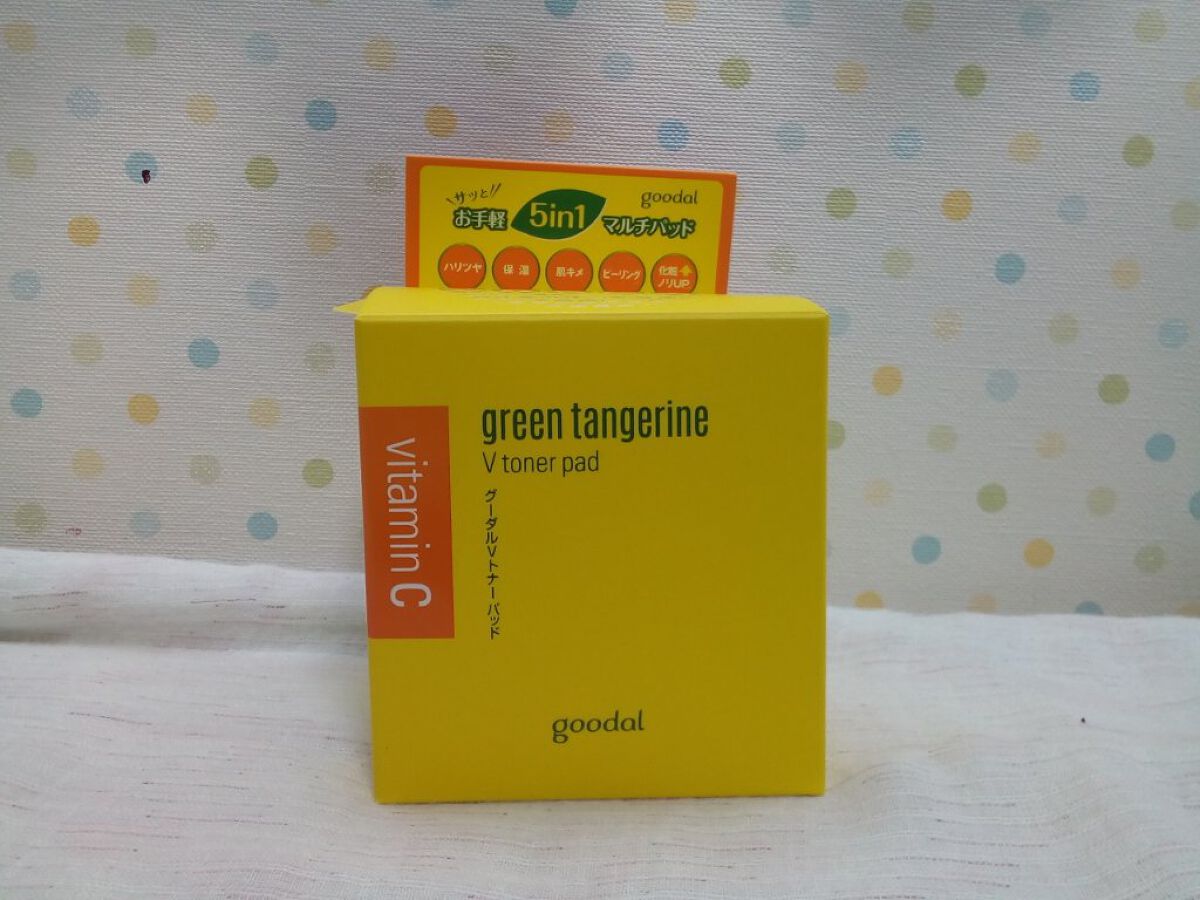 サッと!!
goodal
お手軽 5in1 マルチパッド
ハリツヤ 保湿 肌キメ ピーリング 化粧ノリUP
green tangerine
V toner pad
グーダルVトナーパッド
vitamin C
goodal